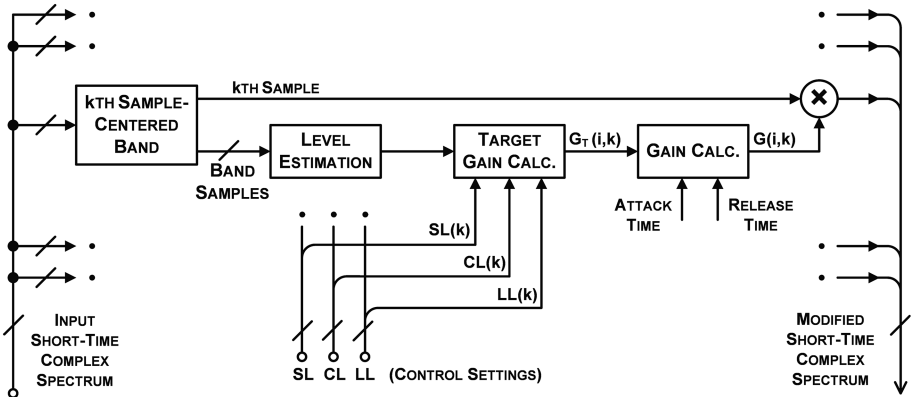 KTH SAMPLE
KTH SAMPLE-
CENTERED
BAND
LEVEL
ESTIMATION
TARGET
GAIN CALC.
G_T(i,k)
GAIN CALC.
G(i,k)
BAND
SAMPLES
ATTACK
TIME
RELEASE
TIME
SL(k)
CL(k)
LL(k)
INPUT
SHORT-TIME
COMPLEX
SPECTRUM
SL CL LL (CONTROL SETTINGS)
MODIFIED
SHORT-TIME
COMPLEX
SPECTRUM